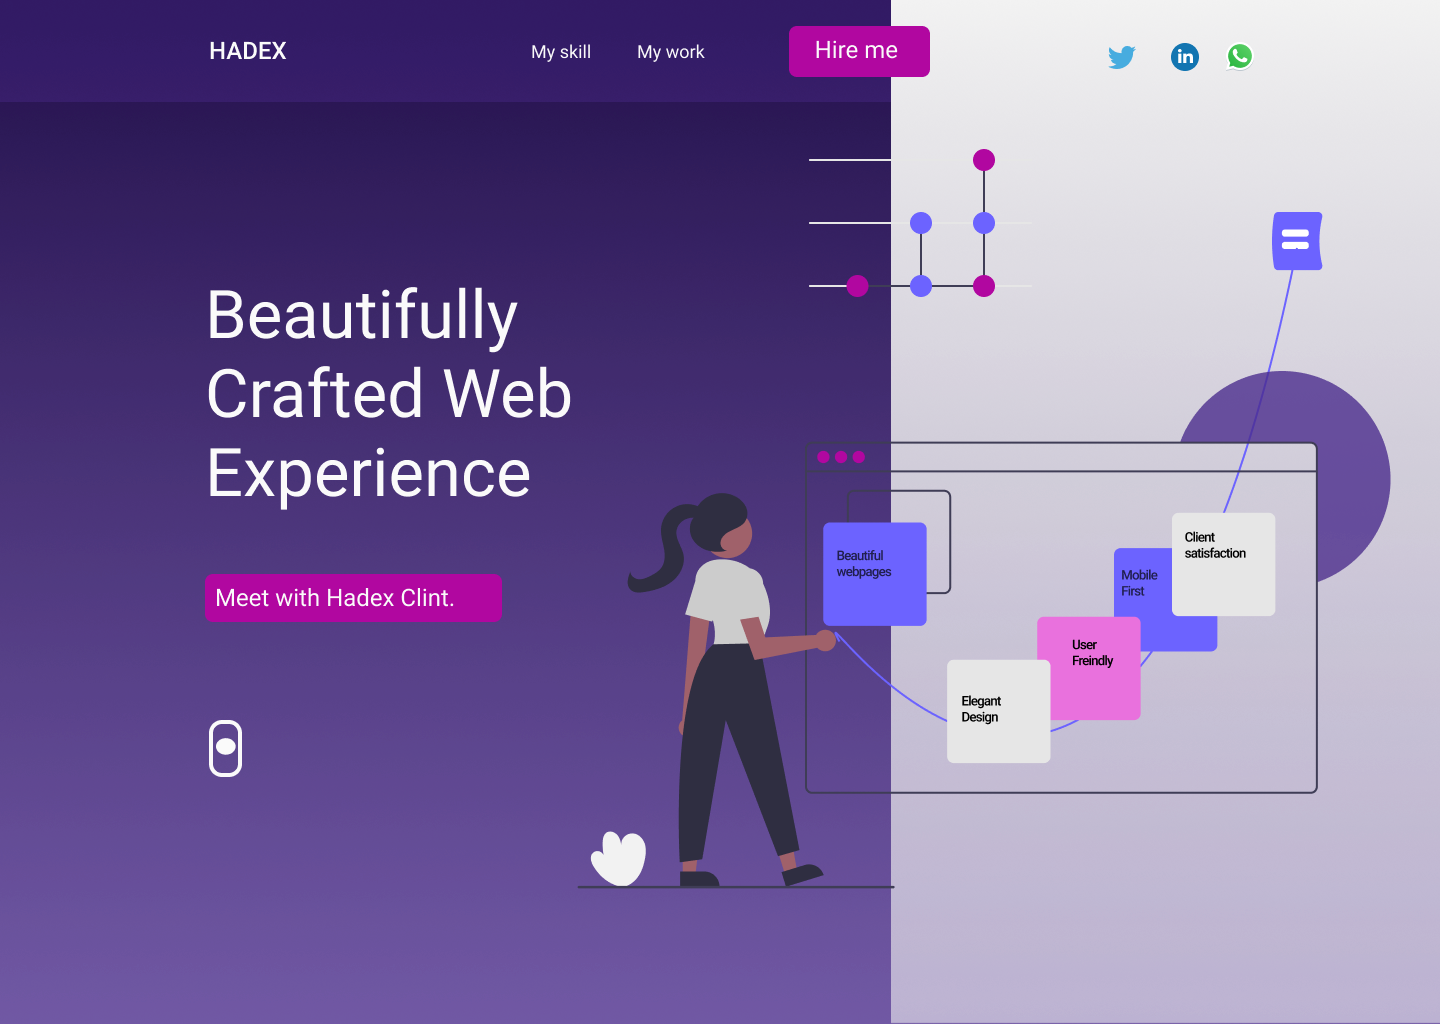 HADEX
My skill
My work
Hire me
in
Beautifully
Crafted Web
Experience
Meet with Hadex Clint.
Beautiful
webpages
Client
satisfaction
Mobile
First
User
Freindly
Elegant
Design